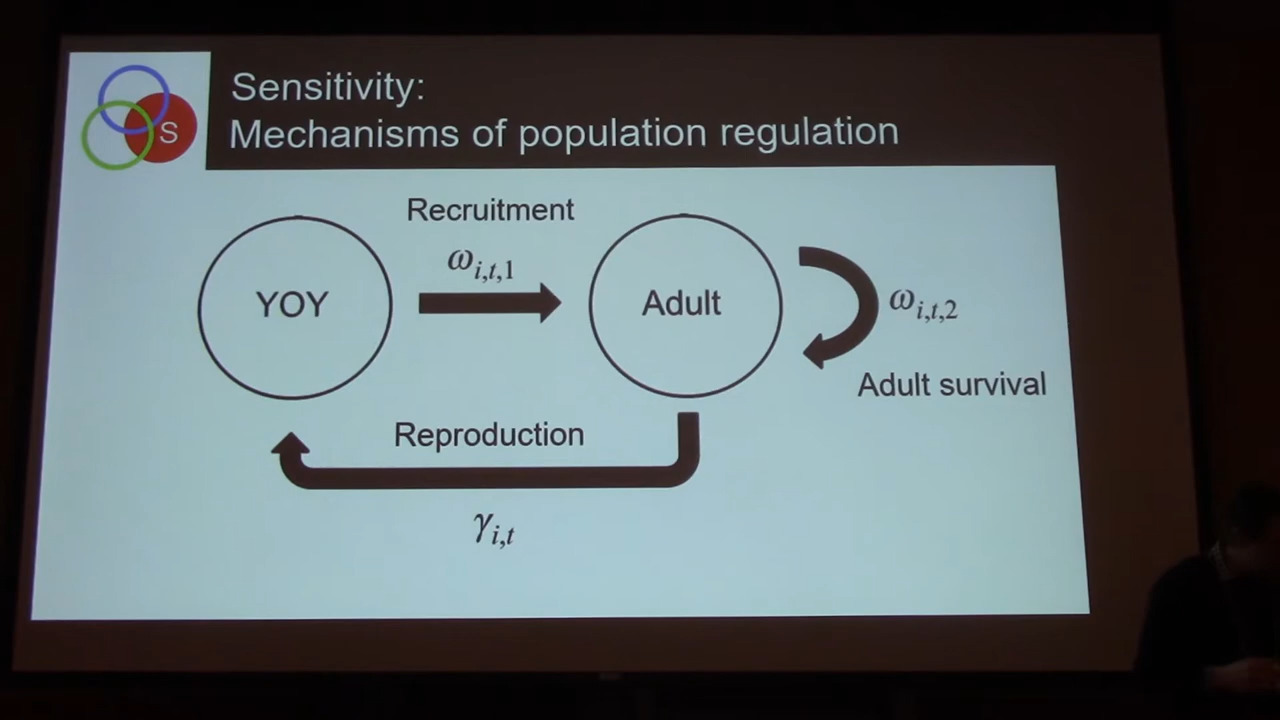 S
Sensitivity:
Mechanisms of population regulation
Recruitment
ω_{i,t,1}
YOY
Adult
ω_{i,t,2}
Adult survival
Reproduction
γ_{i,t}